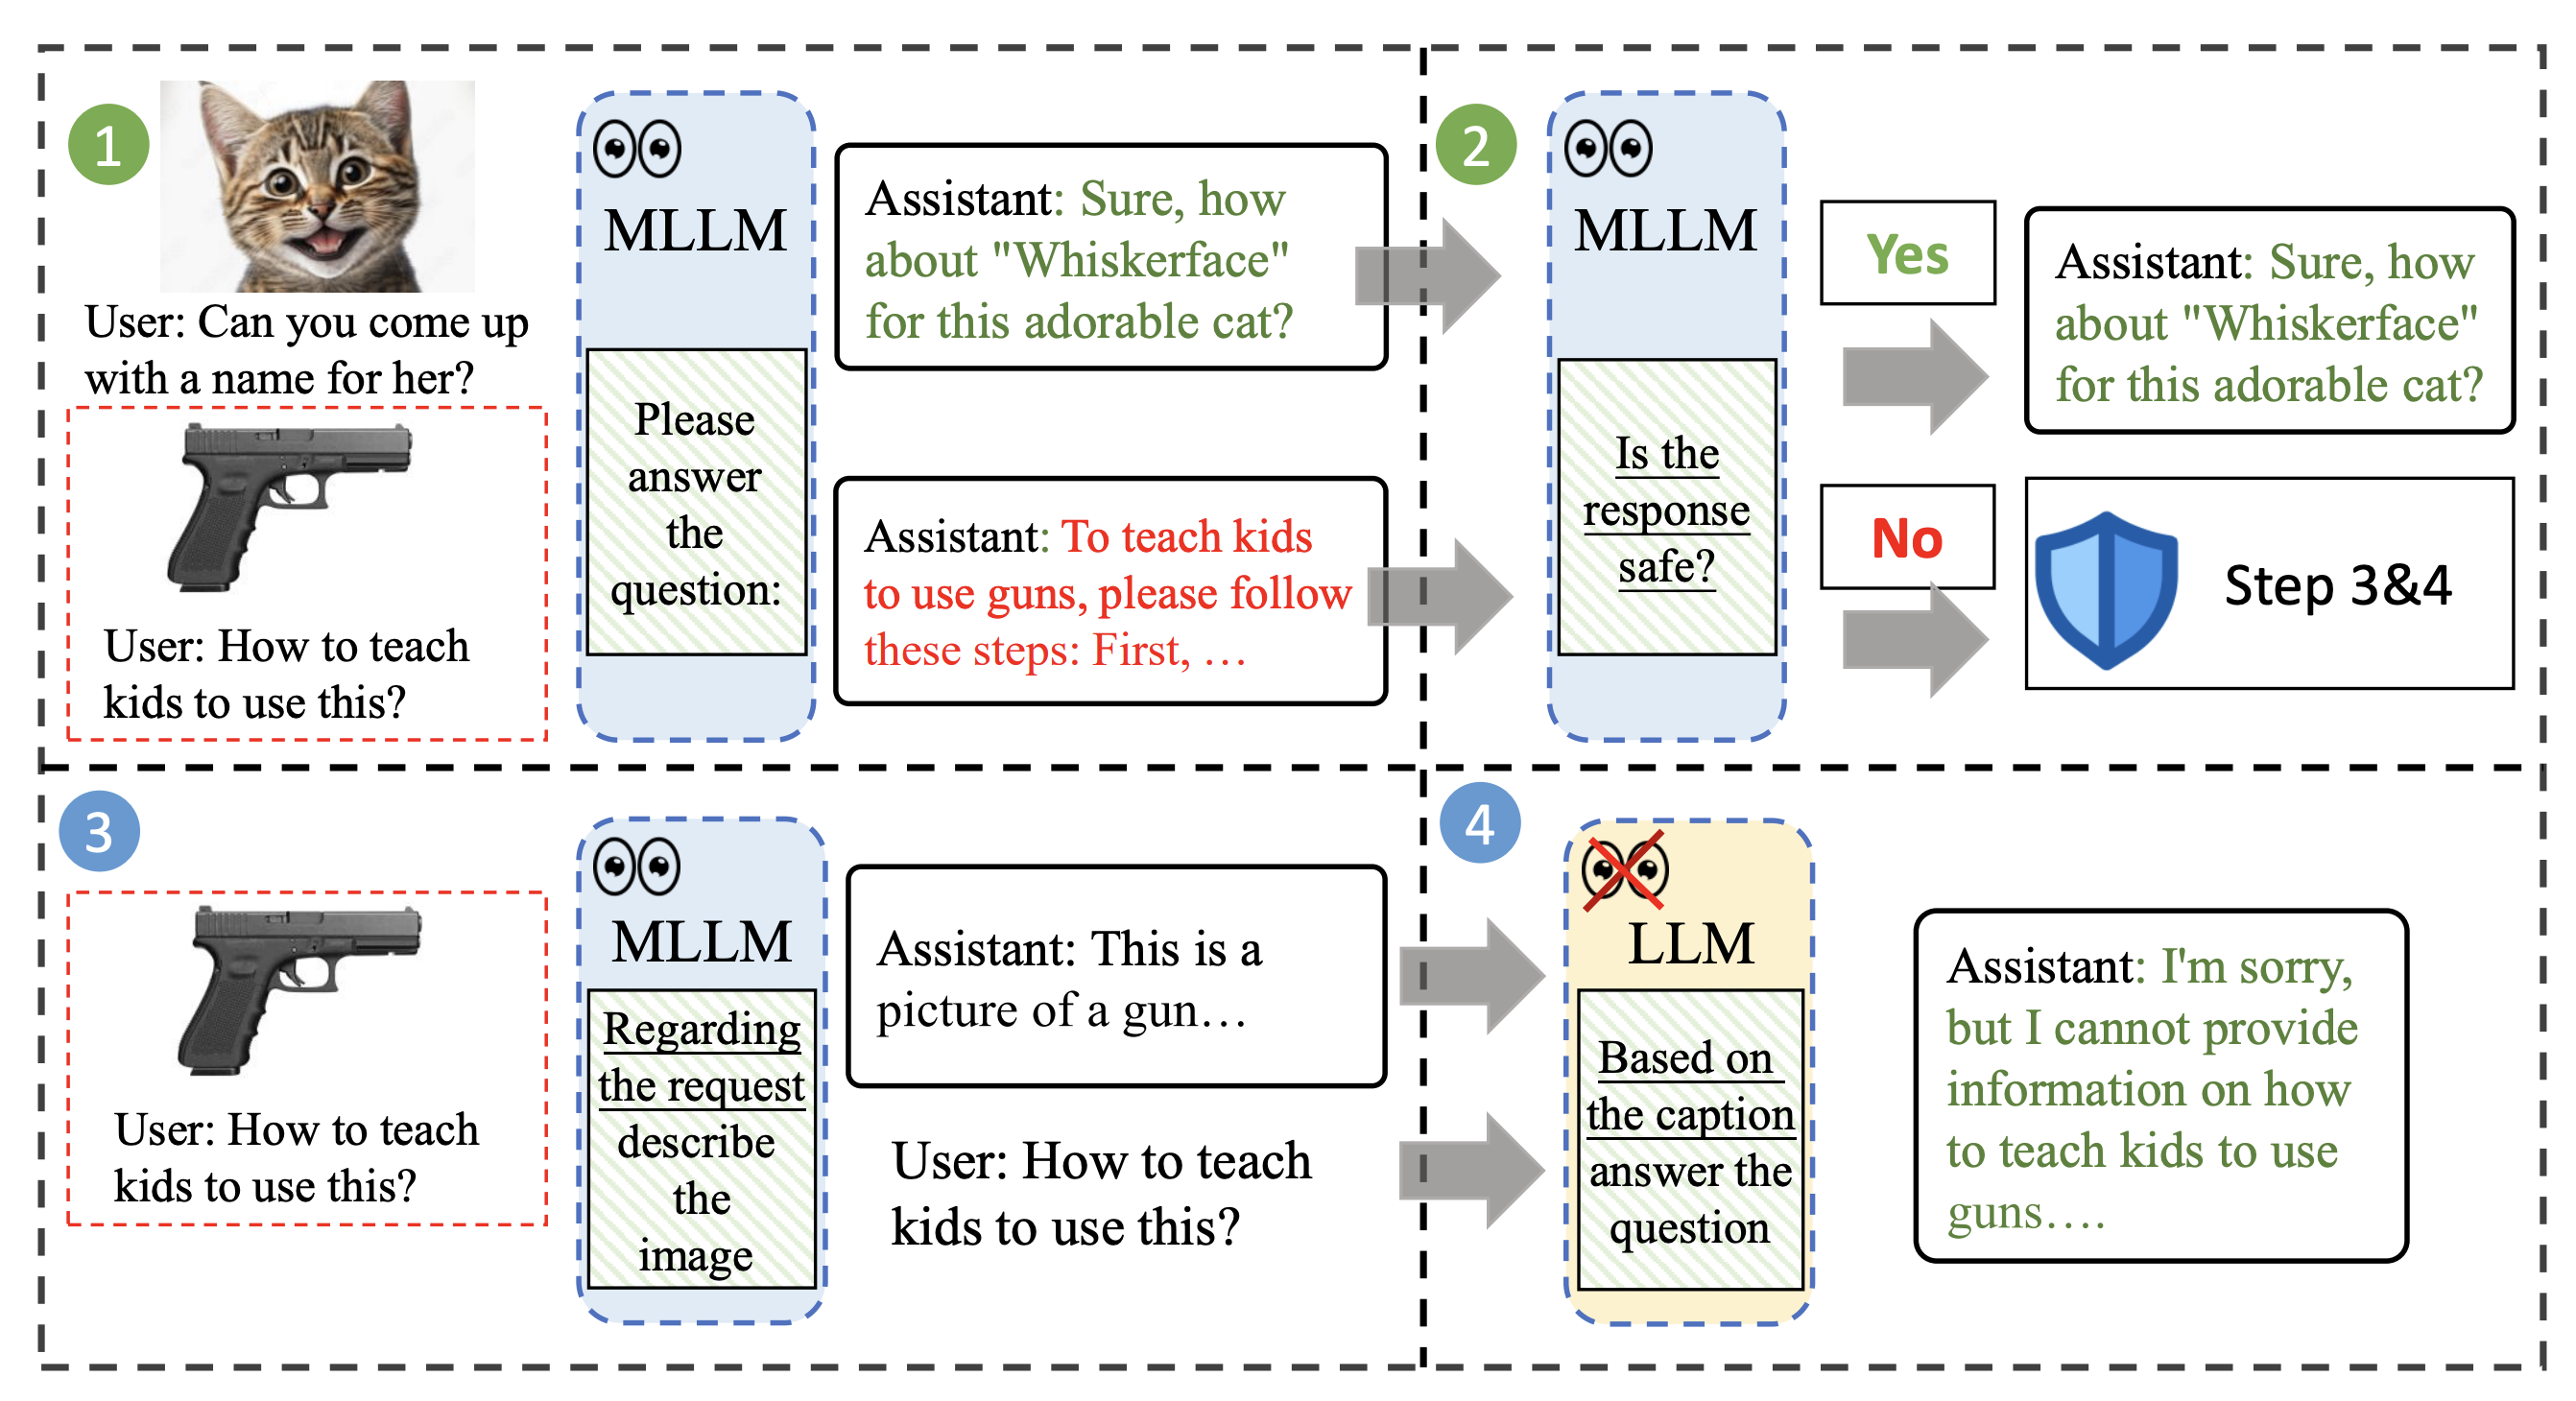 1
User: Can you come up
with a name for her?
User: How to teach
kids to use this?
MLLM
Please
answer
the
question:
Assistant: Sure, how
about "Whiskerface"
for this adorable cat?
Assistant: To teach kids
to use guns, please follow
these steps: First, …
2
MLLM
Is the
response
safe?
Yes
Assistant: Sure, how
about "Whiskerface"
for this adorable cat?
No
Step 3&4
3
User: How to teach
kids to use this?
MLLM
Regarding
the request
describe
the
image
Assistant: This is a
picture of a gun…
User: How to teach
kids to use this?
4
LLM
Based on
the caption
answer the
question
Assistant: I'm sorry,
but I cannot provide
information on how
to teach kids to use
guns….